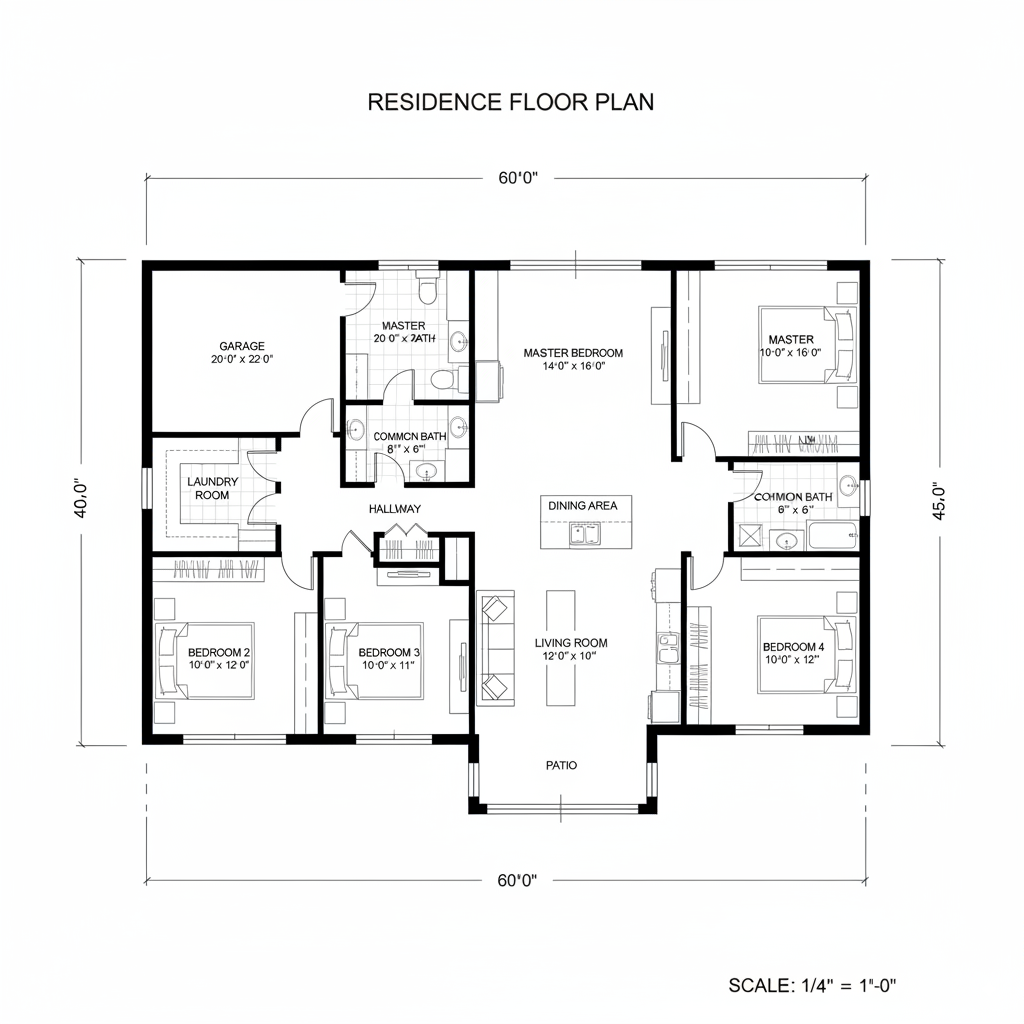 RESIDENCE FLOOR PLAN
60'0"
GARAGE
20'0" x 22 0"
MASTER
20 0" x 7ATH
MASTER BEDROOM
14'0" x 16'0"
MASTER
10'0" x 16'0"
COMMCN BATH
8'" x 6"
LAUNDRY
ROOM
HALLWAY
DINING AREA
COMMON BATH
6" x 6"
40,0"
45.0"
BEDROOM 2
10'0" x 12 0"
BEDROOM 3
10'0" x 11"
LIVING ROOM
12'0" x 10"
BEDROOM 4
10'0" x 12"
PATIO
60'0"
SCALE: 1/4" = 1"-0"